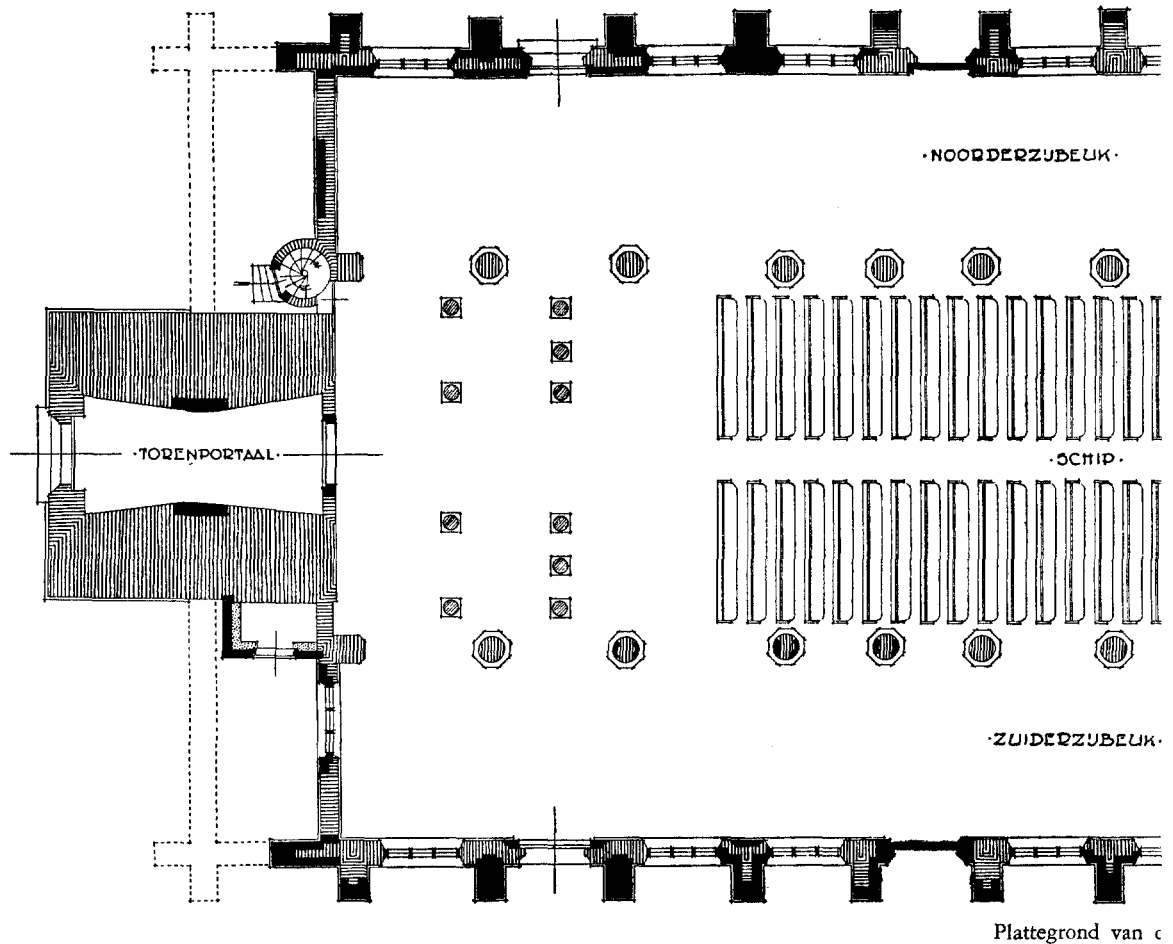 ·NOORDERZIJBEUK·
·TORENPORTAAL·
·SCHIP·
·ZUIDERZIJBEUK·
Plattegrond van